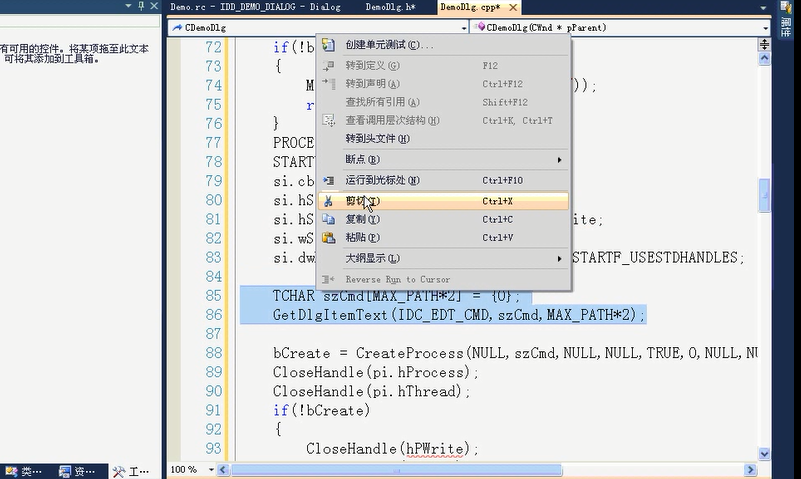 Demo.rc - IDD_DEMO_DIALOG - Dialog
DemoDlg.h*
DemoDlg.cpp*
CDemoDlg
CDemoDlg(CWnd * pParent)
有可用的控件。将某项拖至此文本
可将其添加到工具箱。
72 if(!b
73 {
74 M ));
75 r
76 }
77 PROCE
78 START
79 si.cb
80 si.hS
81 si.hS ite;
82 si.wS
83 si.dw STARTF_USESTDHANDLES;
84
85 TCHAR szCmd[MAX_PATH*2] = {0};
86 GetDlgItemText(IDC_EDT_CMD,szCmd,MAX_PATH*2);
87
88 bCreate = CreateProcess(NULL,szCmd,NULL,NULL,TRUE,0,NULL,NU
89 CloseHandle(pi.hProcess);
90 CloseHandle(pi.hThread);
91 if(!bCreate)
92 {
93 CloseHandle(hPWrite);
创建单元测试(C)...
转到定义(G) F12
转到声明(A) Ctrl+F12
查找所有引用(A) Shift+F12
查看调用层次结构(H) Ctrl+K, Ctrl+T
转到头文件(H)
断点(B)
运行到光标处(N) Ctrl+F10
剪切(T) Ctrl+X
复制(Y) Ctrl+C
粘贴(P) Ctrl+V
大纲显示(L)
Reverse Run to Cursor
类…
资…
工…
100 %